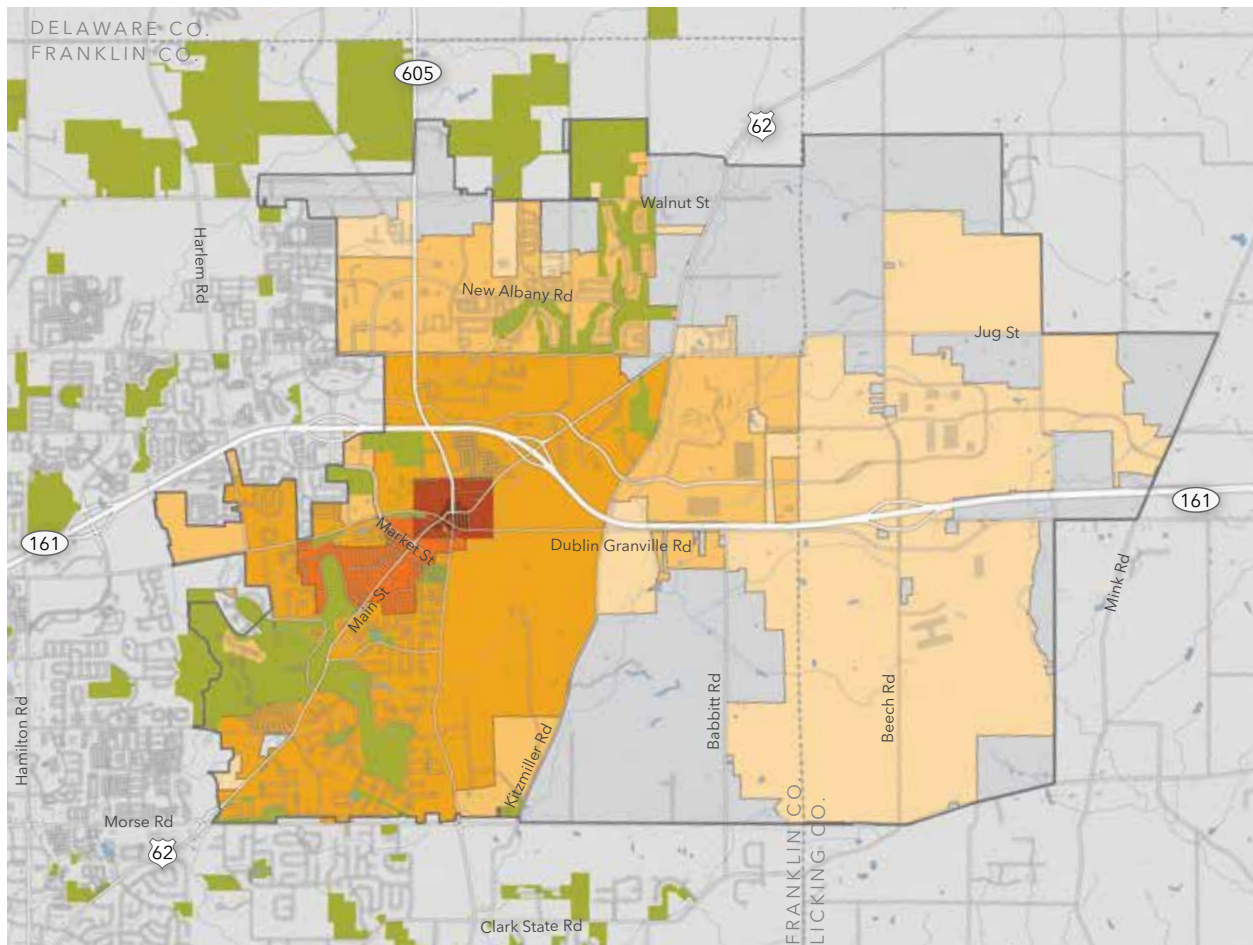 DELAWARE CO.
FRANKLIN CO.
605
62
Walnut St
Harlem Rd
New Albany Rd
Jug St
161
161
Market St
Dublin Granville Rd
Main St
Mink Rd
Hamilton Rd
Babbitt Rd
Beech Rd
Kitzmiller Rd
Morse Rd
62
FRANKLIN CO.
LICKING CO.
Clark State Rd